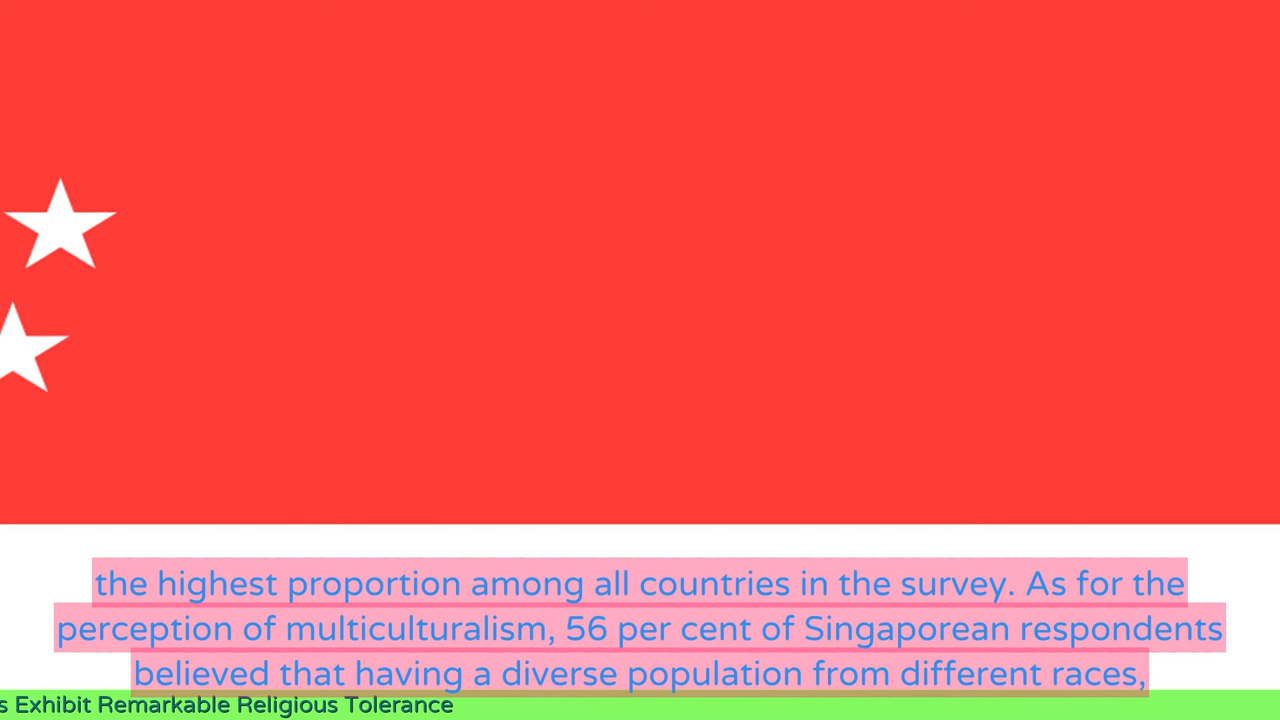 the highest proportion among all countries in the survey. As for the
perception of multiculturalism, 56 per cent of Singaporean respondents
believed that having a diverse population from different races,
s Exhibit Remarkable Religious Tolerance